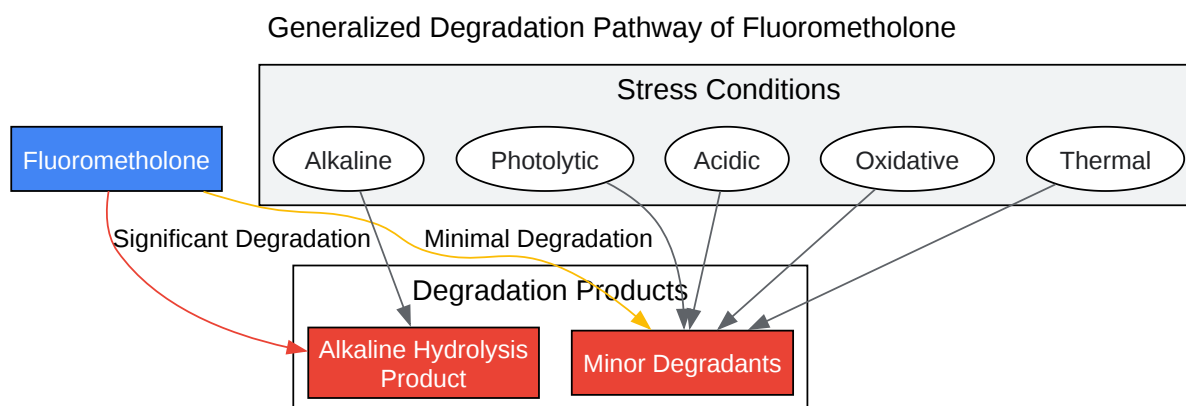 Generalized Degradation Pathway of Fluorometholone
Stress Conditions
Fluorometholone
Alkaline
Photolytic
Acidic
Oxidative
Thermal
Significant Degradation
Minimal Degradation
Degradation Products
Alkaline Hydrolysis
Product
Minor Degradants